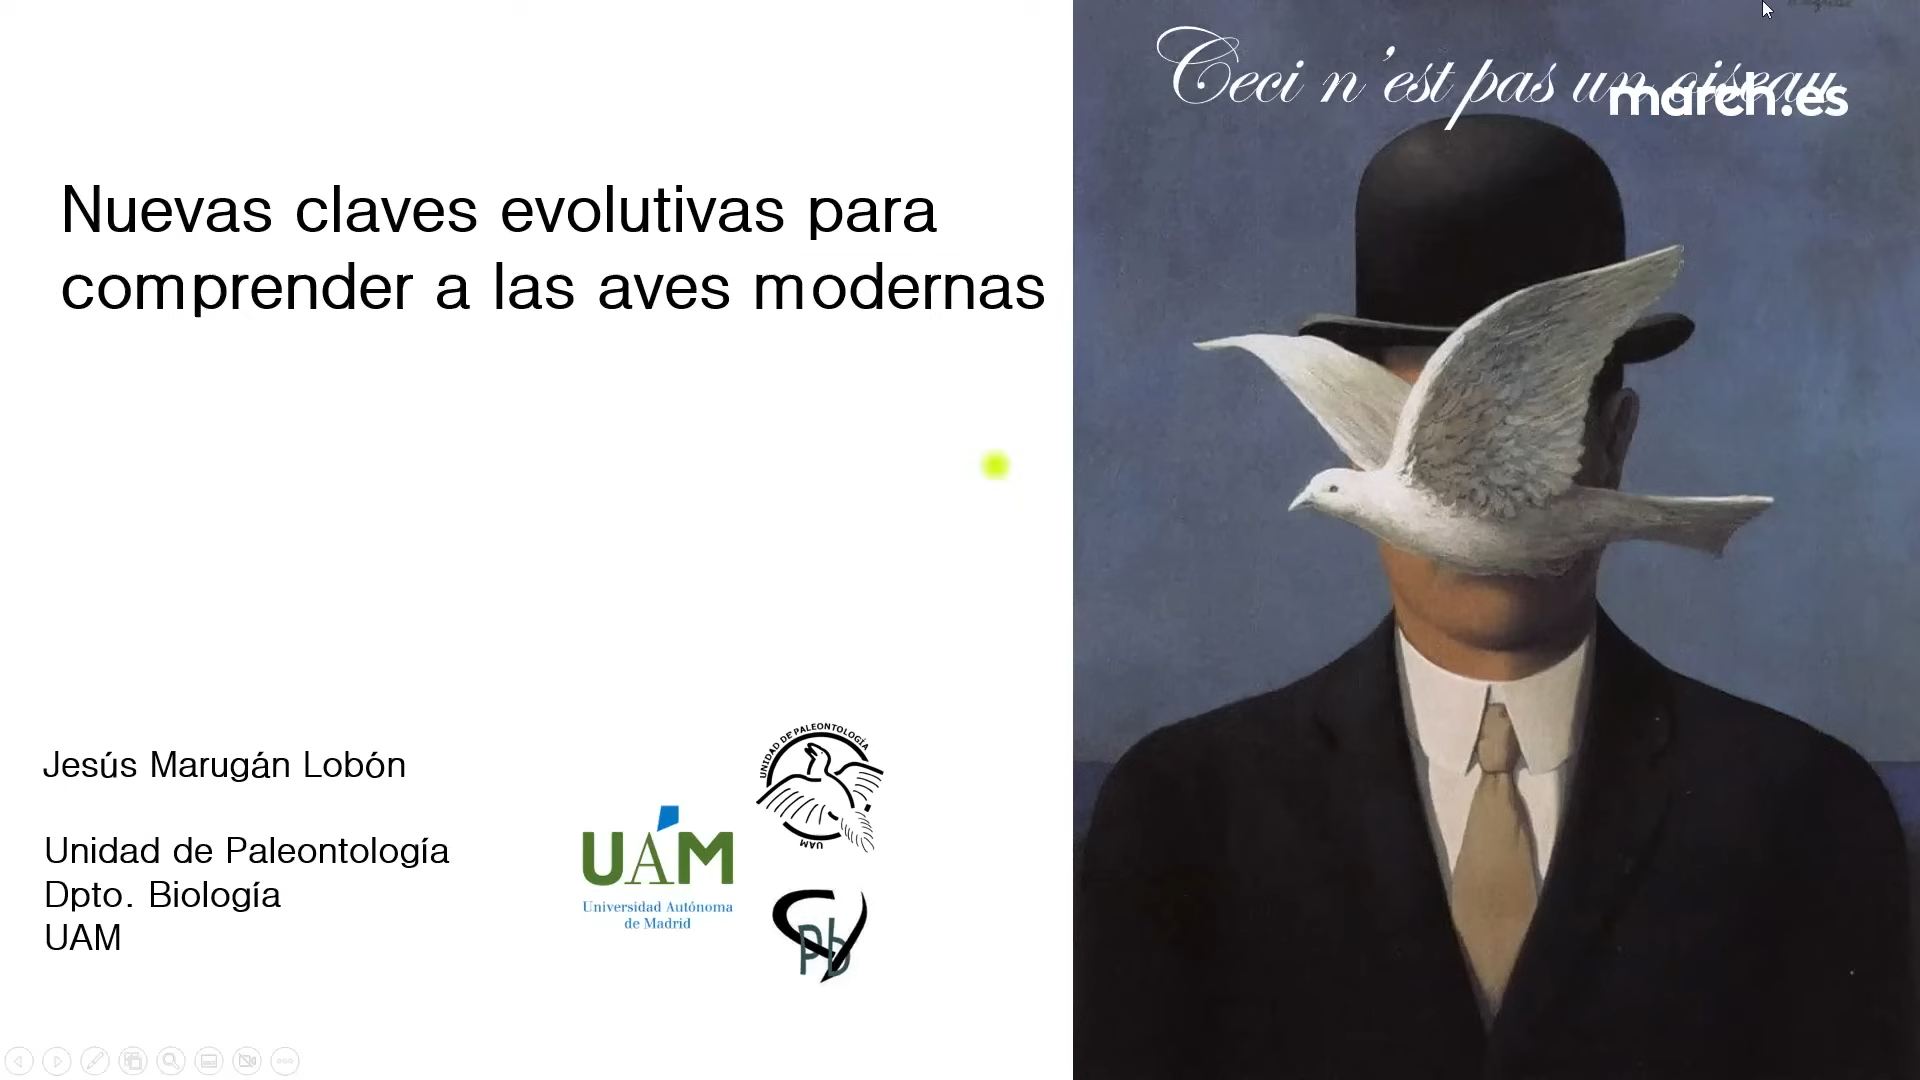 Ceci n'est pas un oiseau
march.es
Nuevas claves evolutivas para
comprender a las aves modernas
Jesús Marugán Lobón
Unidad de Paleontología
Dpto. Biología
UAM
UAM
Universidad Autónoma
de Madrid
UNIDAD DE PALEONTOLOGÍA
UAM
Pb